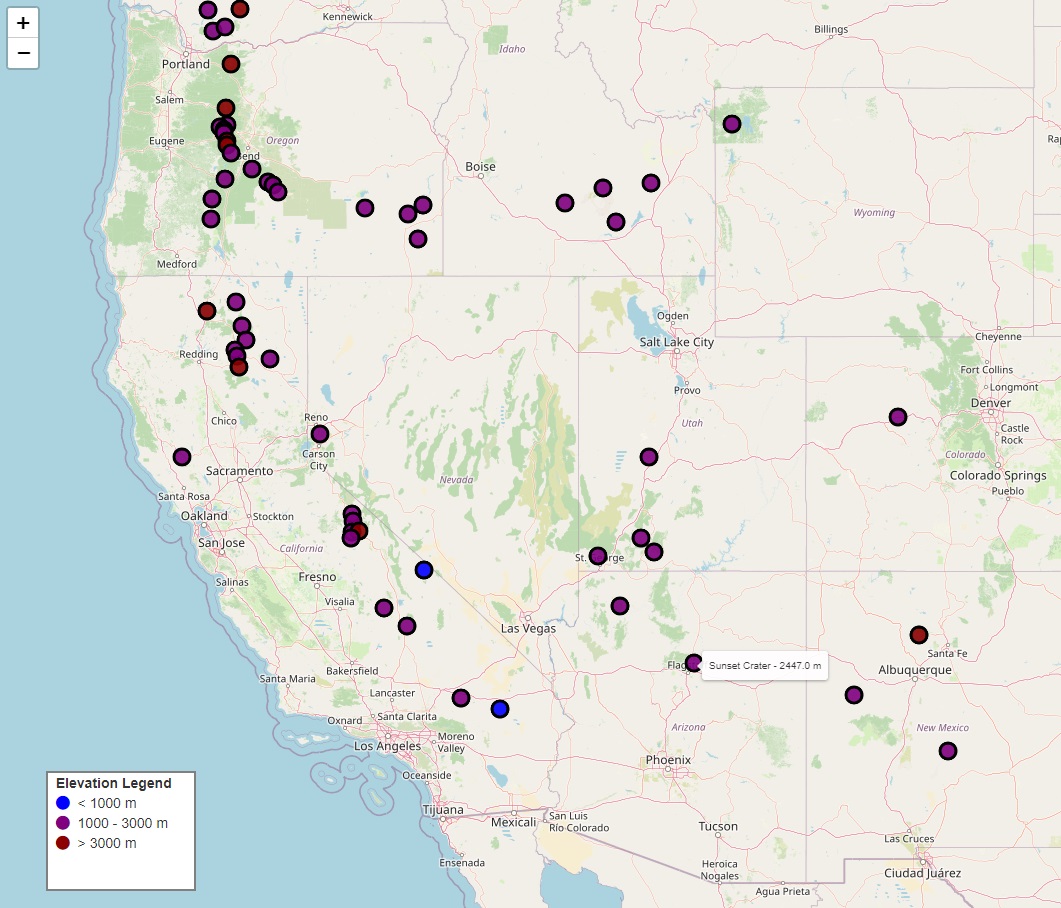 +
−
Kennewick
Billings
Idaho
Portland
Salem
Eugene
Oregon
end
Boise
Wyoming
Medford
Ogden
Salt Lake City
Cheyenne
Redding
Fort Collins
Longmont
Provo
Denver
Chico
Reno
Utah
Castle
Rock
Carson
City
Colorado
Sacramento
Nevada
Colorado Springs
Santa Rosa
Pueblo
Oakland
Stockton
San Jose
California
St. rge
Salinas
Fresno
Visalia
Las Vegas
Santa Fe
Flag
Sunset Crater - 2447.0 m
Albuquerque
Bakersfield
Santa Maria
Lancaster
Oxnard
Santa Clarita
Arizona
New Mexico
Los Angeles
Moreno
Valley
Phoenix
Oceanside
Elevation Legend
< 1000 m
1000 - 3000 m
> 3000 m
Tijuana
Mexicali
San Luis
Río Colorado
Tucson
Las Cruces
Ensenada
Heroica
Nogales
Ciudad Juárez
Agua Prieta